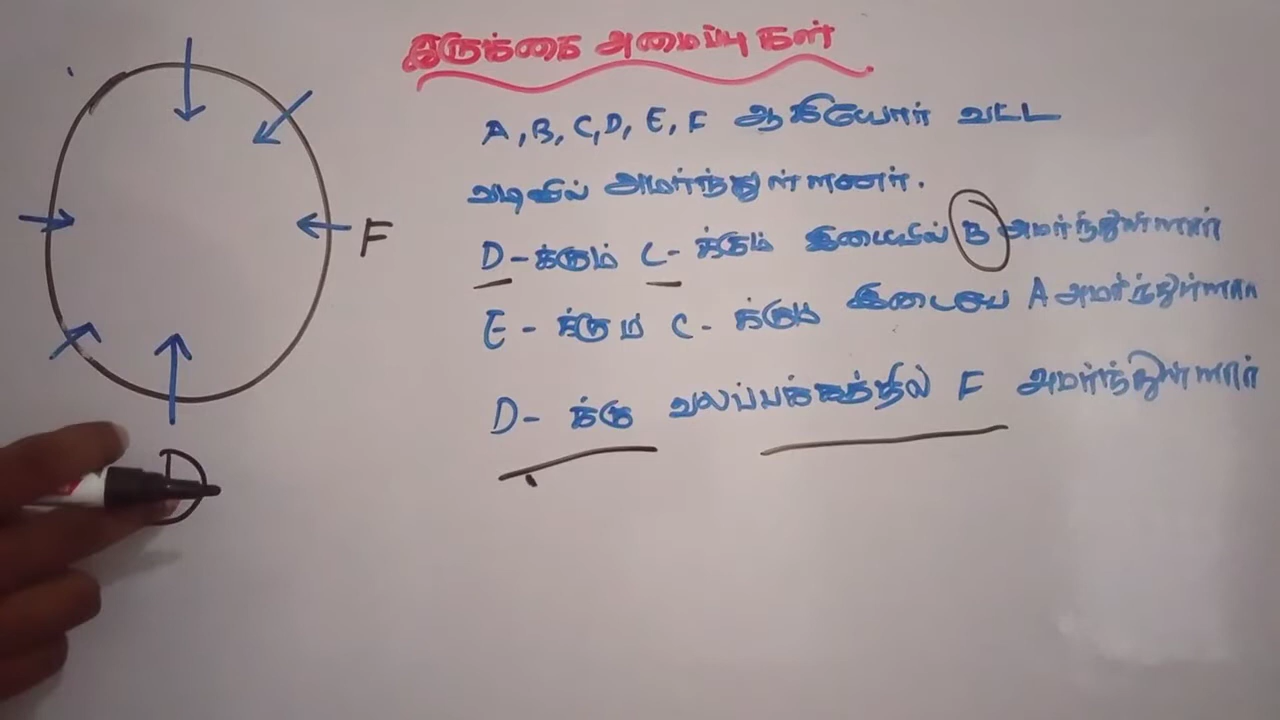 இருக்கை அமைப்புகள்
A, B, C, D, E, F ஆகியோர் வட்ட
வடிவில் அமர்ந்துள்ளனர்.
D-க்கும் C-க்கும் இடையில் B அமர்ந்துள்ளார்
E-க்கும் C-க்கும் இடையே A அமர்ந்துள்ளார்
D-க்கு வலப்பக்கத்தில் F அமர்ந்துள்ளார்
F
D